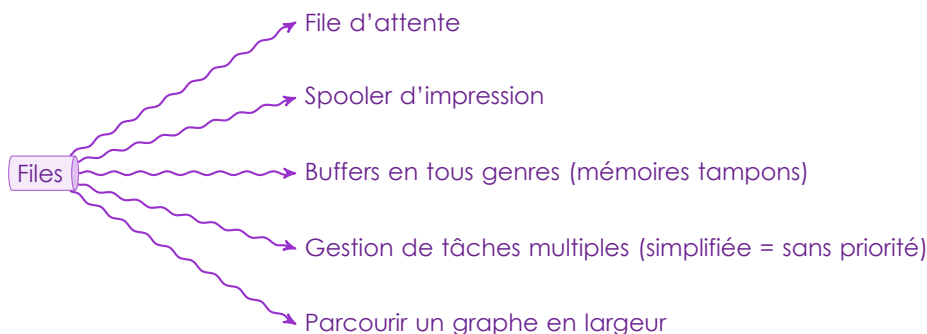 File d’attente
Spooler d’impression
Files
Buffers en tous genres (mémoires tampons)
Gestion de tâches multiples (simplifiée = sans priorité)
Parcourir un graphe en largeur